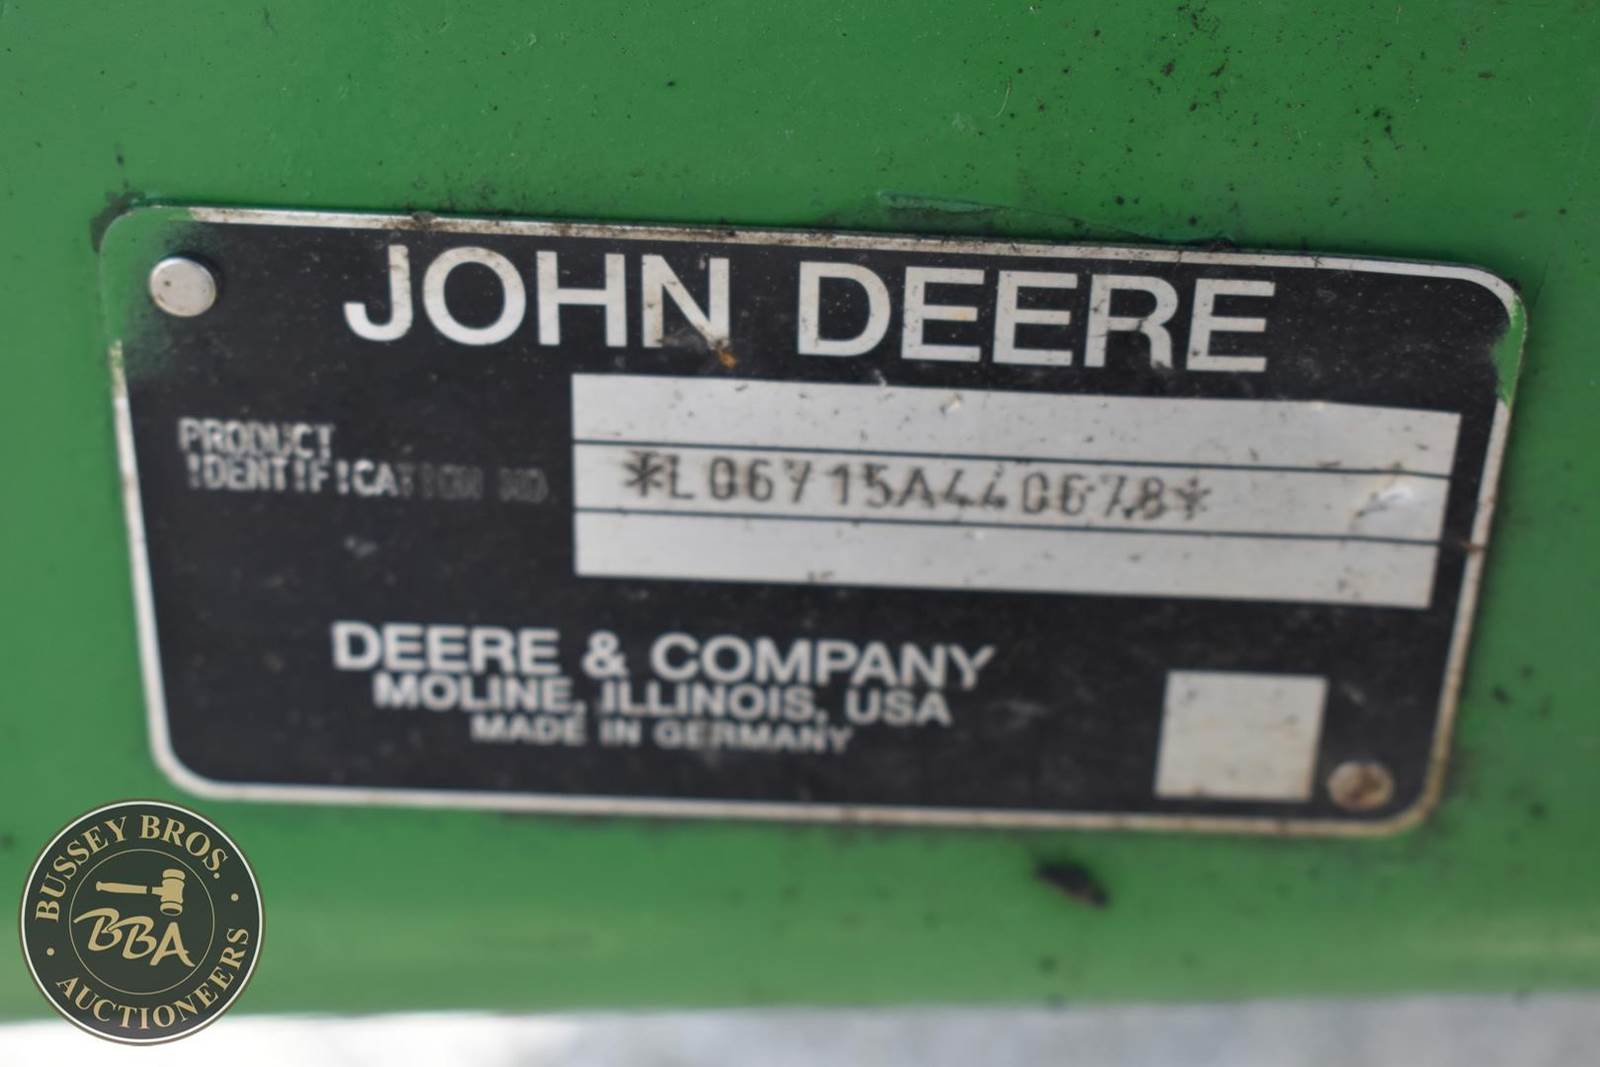 JOHN DEERE
PRODUCT
IDENTIFICATION NO.
*L06715A440678*
DEERE & COMPANY
MOLINE, ILLINOIS, USA
MADE IN GERMANY
BUSSEY BROS.
BBA
AUCTIONEERS